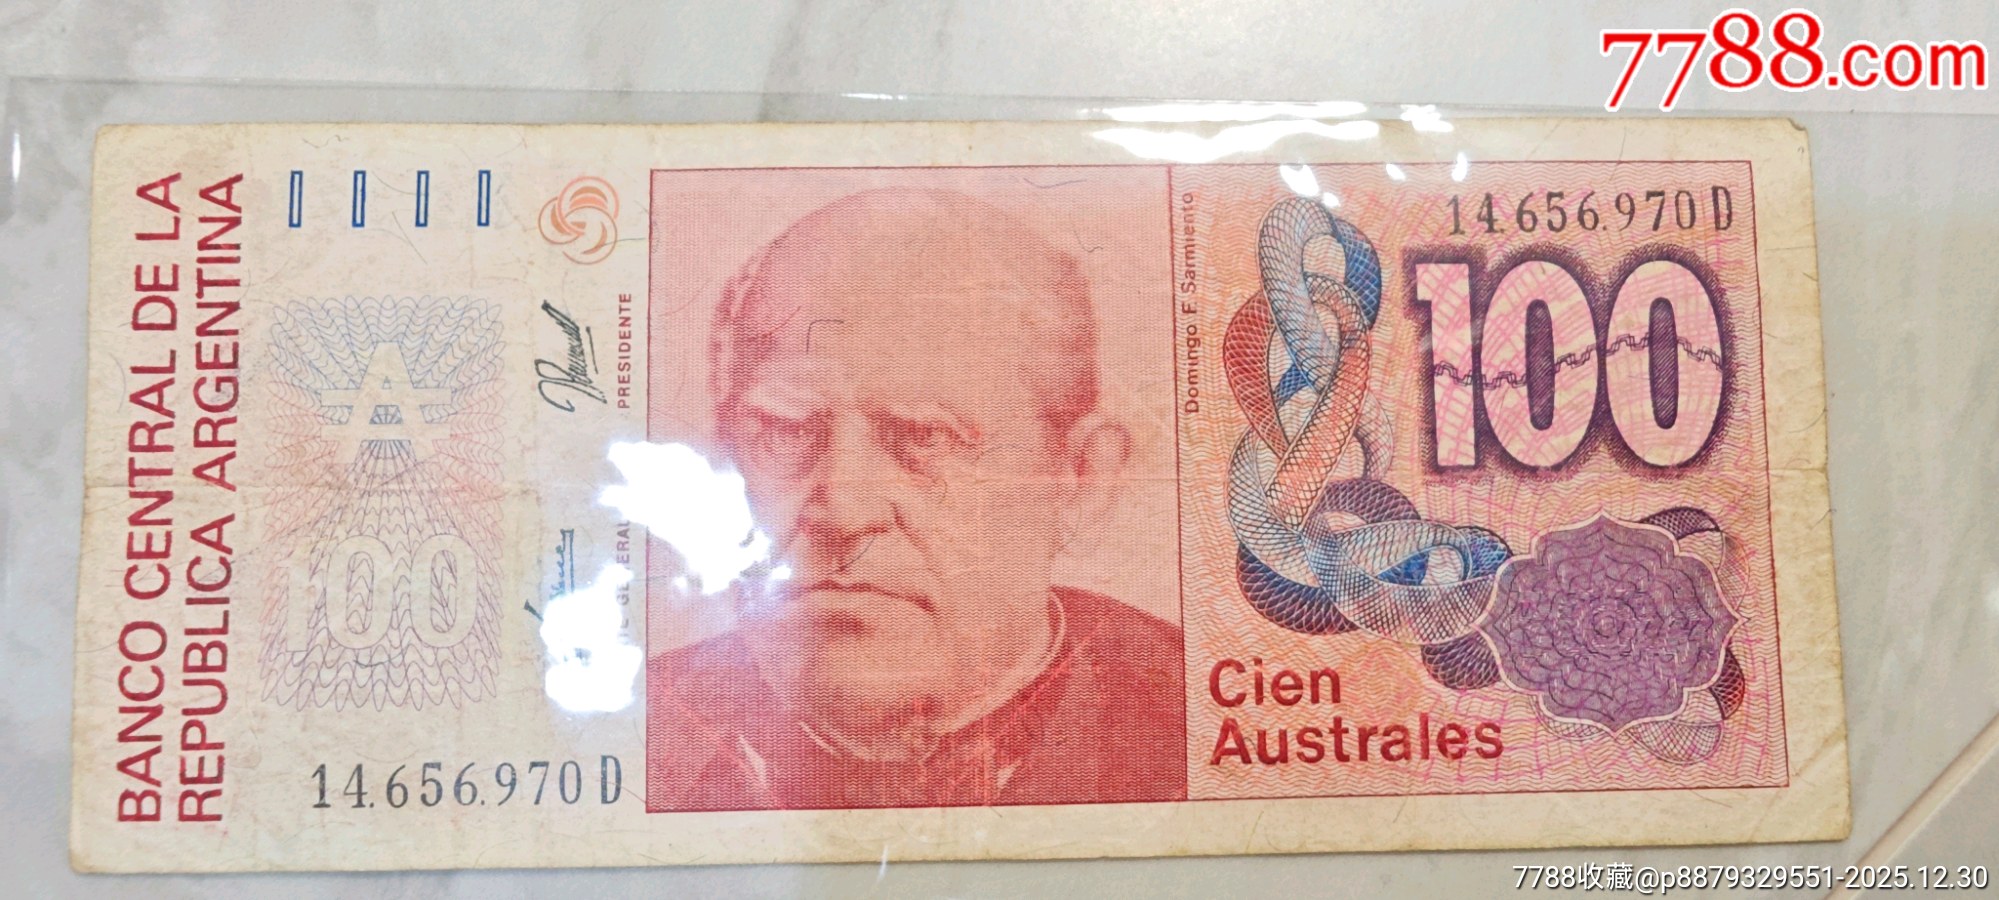 7788.com
BANCO CENTRAL DE LA
REPUBLICA ARGENTINA
PRESIDENTE
GENERAL
14.656.970 D
Domingo F. Sarmiento
14.656.970 D
100
100
Cien
Australes
7788收藏@p8879329551-2025.12.30